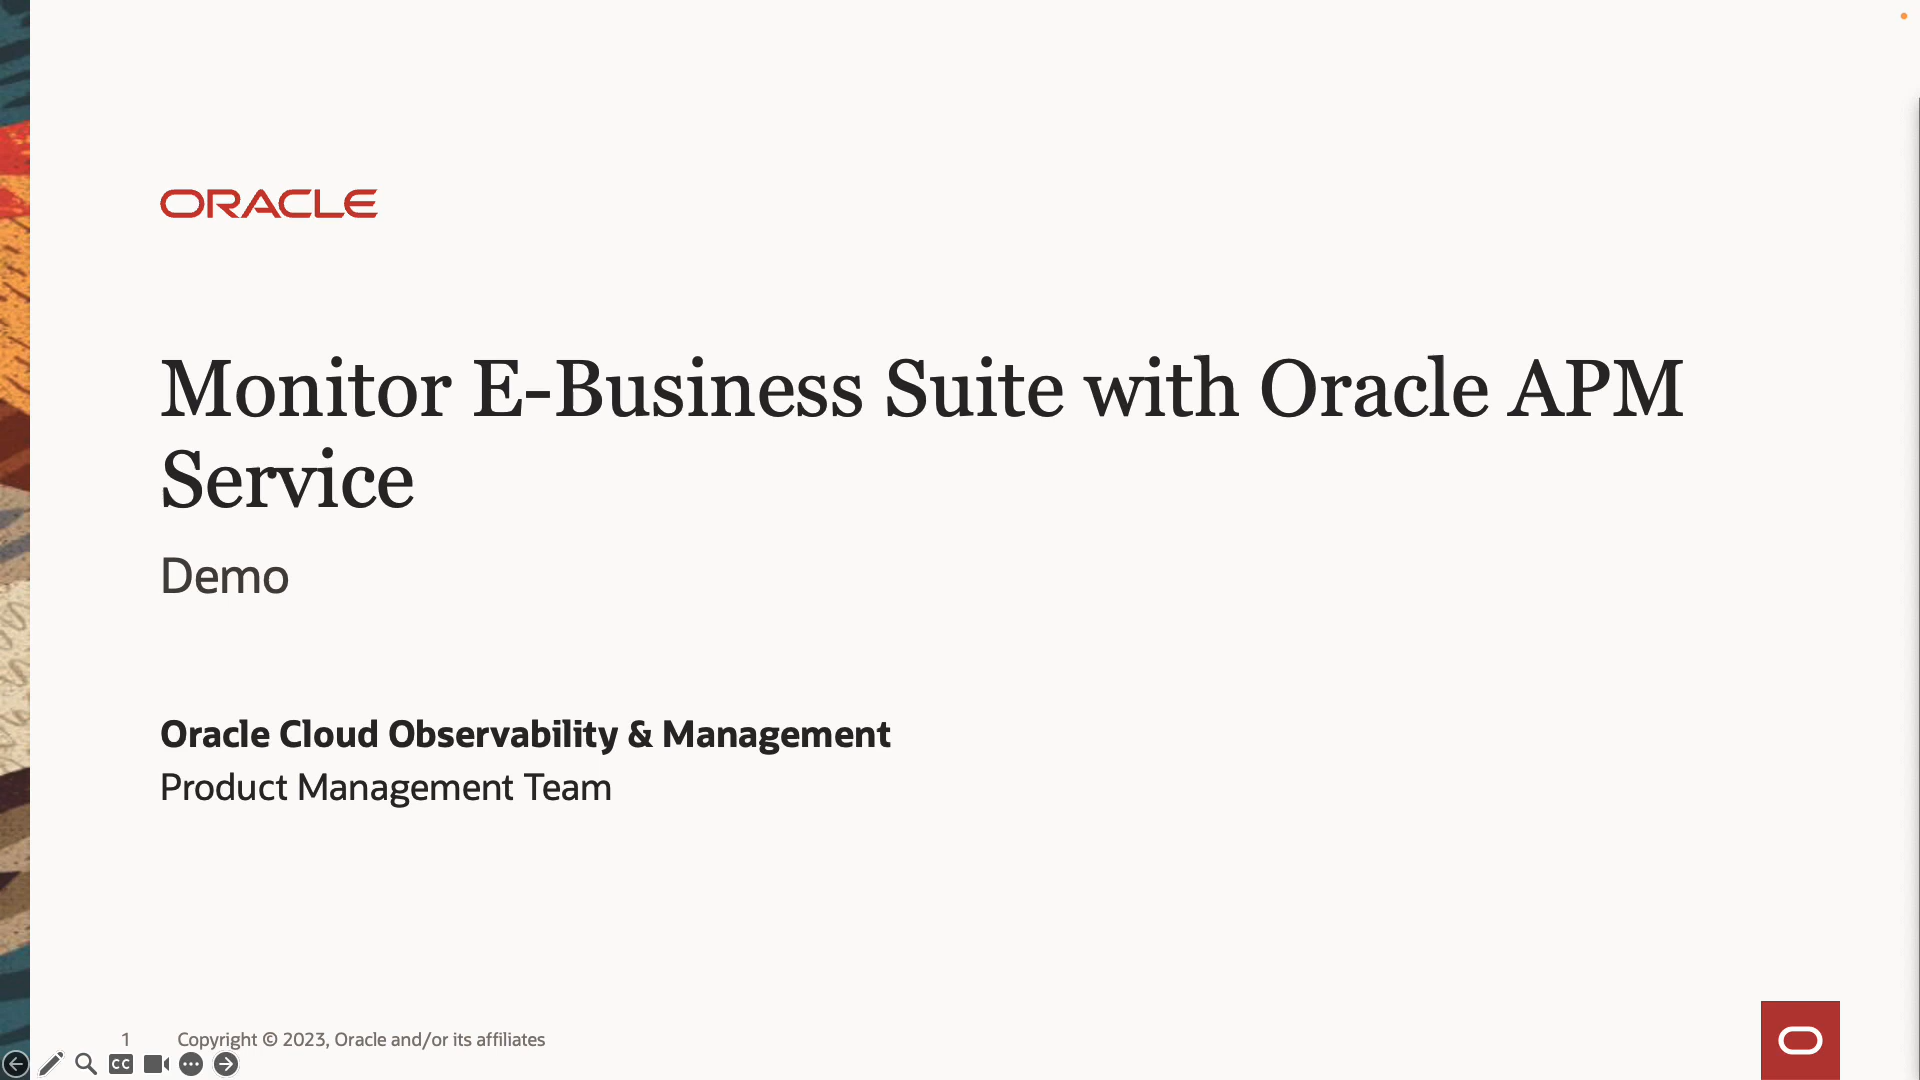 ORACLE
Monitor E-Business Suite with Oracle APM
Service
Demo
Oracle Cloud Observability & Management
Product Management Team
1 Copyright © 2023, Oracle and/or its affiliates
CC